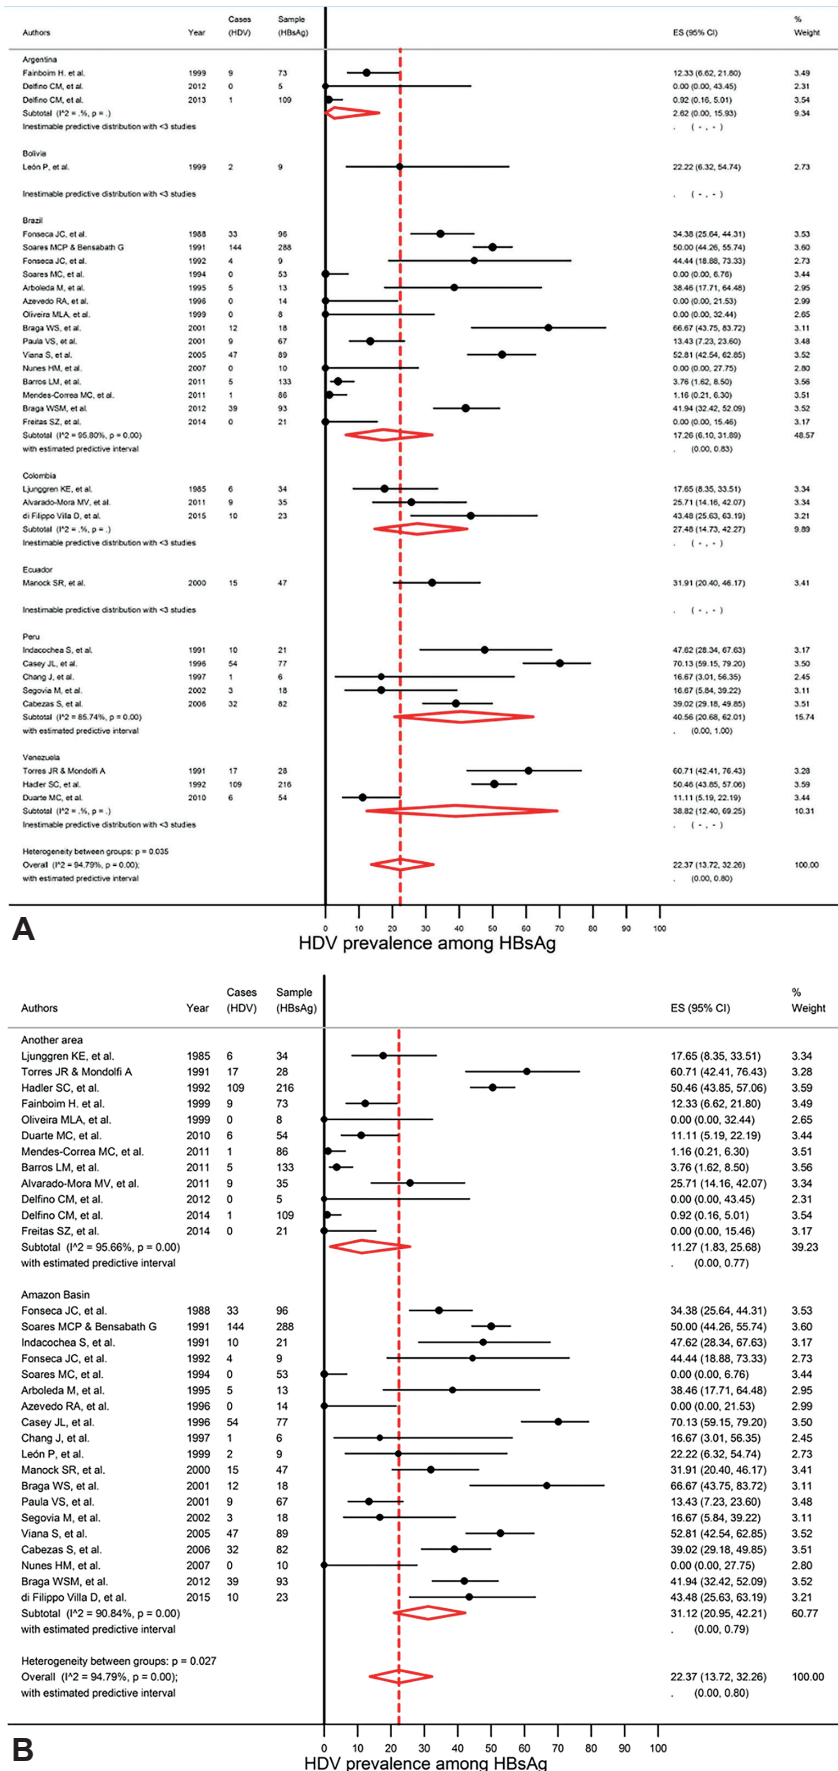 Cases Sample %
Authors Year (HDV) (HBsAg) ES (95% CI) Weight
Argentina
Fainboim H. et al. 1999 9 73 12.33 (6.62, 21.80) 3.49
Delfino CM, et al. 2012 0 5 0.00 (0.00, 43.45) 2.31
Delfino CM, et al. 2013 1 109 0.92 (0.16, 5.01) 3.54
Subtotal (I^2 = .%, p = .) 2.62 (0.00, 15.93) 9.34
Inestimable predictive distribution with <3 studies . ( - , - )
Bolivia
León P, et al. 1999 2 9 22.22 (6.32, 54.74) 2.73
Inestimable predictive distribution with <3 studies . ( - , - )
Brazil
Fonseca JC, et al. 1988 33 96 34.38 (25.64, 44.31) 3.53
Soares MCP & Bensabath G 1991 144 288 50.00 (44.26, 55.74) 3.60
Fonseca JC, et al. 1992 4 9 44.44 (18.88, 73.33) 2.73
Soares MC, et al. 1994 0 53 0.00 (0.00, 6.76) 3.44
Arboleda M, et al. 1995 5 13 38.46 (17.71, 64.48) 2.95
Azevedo RA, et al. 1996 0 14 0.00 (0.00, 21.53) 2.99
Oliveira MLA, et al. 1999 0 8 0.00 (0.00, 32.44) 2.65
Braga WS, et al. 2001 12 18 66.67 (43.75, 83.72) 3.11
Paula VS, et al. 2001 9 67 13.43 (7.23, 23.60) 3.48
Viana S, et al. 2005 47 89 52.81 (42.54, 62.85) 3.52
Nunes HM, et al. 2007 0 10 0.00 (0.00, 27.75) 2.80
Barros LM, et al. 2011 5 133 3.76 (1.62, 8.50) 3.56
Mendes-Correa MC, et al. 2011 1 86 1.16 (0.21, 6.30) 3.51
Braga WSM, et al. 2012 39 93 41.94 (32.42, 52.09) 3.52
Freitas SZ, et al. 2014 0 21 0.00 (0.00, 15.46) 3.17
Subtotal (I^2 = 95.80%, p = 0.00) 17.26 (6.10, 31.89) 48.57
with estimated predictive interval . (0.00, 0.83)
Colombia
Ljunggren KE, et al. 1985 6 34 17.65 (8.35, 33.51) 3.34
Alvarado-Mora MV, et al. 2011 9 35 25.71 (14.16, 42.07) 3.34
di Filippo Villa D, et al. 2015 10 23 43.48 (25.63, 63.19) 3.21
Subtotal (I^2 = .%, p = .) 27.48 (14.73, 42.27) 9.89
Inestimable predictive distribution with <3 studies . ( - , - )
Ecuador
Manock SR, et al. 2000 15 47 31.91 (20.40, 46.17) 3.41
Inestimable predictive distribution with <3 studies . ( - , - )
Peru
Indacochea S, et al. 1991 10 21 47.62 (28.34, 67.63) 3.17
Casey JL, et al. 1996 54 77 70.13 (59.15, 79.20) 3.50
Chang J, et al. 1997 1 6 16.67 (3.01, 56.35) 2.45
Segovia M, et al. 2002 3 18 16.67 (5.84, 39.22) 3.11
Cabezas S, et al. 2006 32 82 39.02 (29.18, 49.85) 3.51
Subtotal (I^2 = 85.74%, p = 0.00) 40.56 (20.68, 62.01) 15.74
with estimated predictive interval . (0.00, 1.00)
Venezuela
Torres JR & Mondolfi A 1991 17 28 60.71 (42.41, 76.43) 3.28
Hadler SC, et al. 1992 109 216 50.46 (43.85, 57.06) 3.59
Duarte MC, et al. 2010 6 54 11.11 (5.19, 22.19) 3.44
Subtotal (I^2 = .%, p = .) 38.82 (12.40, 69.25) 10.31
Inestimable predictive distribution with <3 studies . ( - , - )
Heterogeneity between groups: p = 0.035
Overall (I^2 = 94.79%, p = 0.00); 22.37 (13.72, 32.26) 100.00
with estimated predictive interval . (0.00, 0.80)
0 10 20 30 40 50 60 70 80 90 100
A
HDV prevalence among HBsAg
Cases Sample %
Authors Year (HDV) (HBsAg) ES (95% CI) Weight
Another area
Ljunggren KE, et al. 1985 6 34 17.65 (8.35, 33.51) 3.34
Torres JR & Mondolfi A 1991 17 28 60.71 (42.41, 76.43) 3.28
Hadler SC, et al. 1992 109 216 50.46 (43.85, 57.06) 3.59
Fainboim H. et al. 1999 9 73 12.33 (6.62, 21.80) 3.49
Oliveira MLA, et al. 1999 0 8 0.00 (0.00, 32.44) 2.65
Duarte MC, et al. 2010 6 54 11.11 (5.19, 22.19) 3.44
Mendes-Correa MC, et al. 2011 1 86 1.16 (0.21, 6.30) 3.51
Barros LM, et al. 2011 5 133 3.76 (1.62, 8.50) 3.56
Alvarado-Mora MV, et al. 2011 9 35 25.71 (14.16, 42.07) 3.34
Delfino CM, et al. 2012 0 5 0.00 (0.00, 43.45) 2.31
Delfino CM, et al. 2014 1 109 0.92 (0.16, 5.01) 3.54
Freitas SZ, et al. 2014 0 21 0.00 (0.00, 15.46) 3.17
Subtotal (I^2 = 95.66%, p = 0.00) 11.27 (1.83, 25.68) 39.23
with estimated predictive interval . (0.00, 0.77)
Amazon Basin
Fonseca JC, et al. 1988 33 96 34.38 (25.64, 44.31) 3.53
Soares MCP & Bensabath G 1991 144 288 50.00 (44.26, 55.74) 3.60
Indacochea S, et al. 1991 10 21 47.62 (28.34, 67.63) 3.17
Fonseca JC, et al. 1992 4 9 44.44 (18.88, 73.33) 2.73
Soares MC, et al. 1994 0 53 0.00 (0.00, 6.76) 3.44
Arboleda M, et al. 1995 5 13 38.46 (17.71, 64.48) 2.95
Azevedo RA, et al. 1996 0 14 0.00 (0.00, 21.53) 2.99
Casey JL, et al. 1996 54 77 70.13 (59.15, 79.20) 3.50
Chang J, et al. 1997 1 6 16.67 (3.01, 56.35) 2.45
León P, et al. 1999 2 9 22.22 (6.32, 54.74) 2.73
Manock SR, et al. 2000 15 47 31.91 (20.40, 46.17) 3.41
Braga WS, et al. 2001 12 18 66.67 (43.75, 83.72) 3.11
Paula VS, et al. 2001 9 67 13.43 (7.23, 23.60) 3.48
Segovia M, et al. 2002 3 18 16.67 (5.84, 39.22) 3.11
Viana S, et al. 2005 47 89 52.81 (42.54, 62.85) 3.52
Cabezas S, et al. 2006 32 82 39.02 (29.18, 49.85) 3.51
Nunes HM, et al. 2007 0 10 0.00 (0.00, 27.75) 2.80
Braga WSM, et al. 2012 39 93 41.94 (32.42, 52.09) 3.52
di Filippo Villa D, et al. 2015 10 23 43.48 (25.63, 63.19) 3.21
Subtotal (I^2 = 90.84%, p = 0.00) 31.12 (20.95, 42.21) 60.77
with estimated predictive interval . (0.00, 0.79)
Heterogeneity between groups: p = 0.027
Overall (I^2 = 94.79%, p = 0.00); 22.37 (13.72, 32.26) 100.00
with estimated predictive interval . (0.00, 0.80)
0 10 20 30 40 50 60 70 80 90 100
B
HDV prevalence among HBsAg